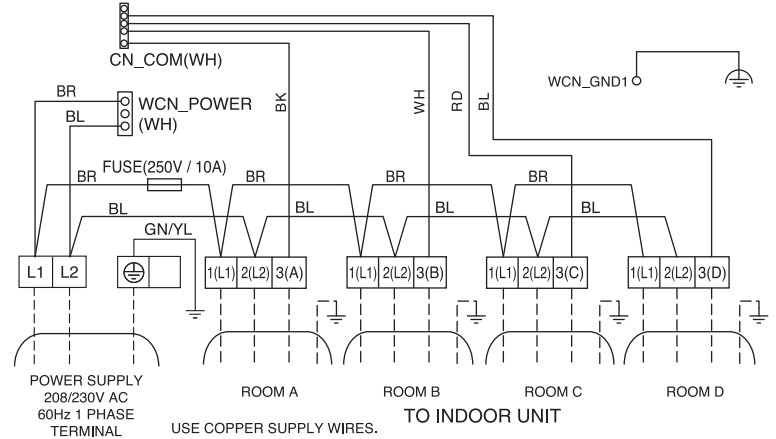 CN_COM(WH)
BR
WCN_POWER
BL
(WH)
BK
WH
RD
BL
WCN_GND1
FUSE(250V / 10A)
BR
BR
BR
BR
BL
BL
BL
BL
GN/YL
L1
L2
1(L1)
2(L2)
3(A)
1(L1)
2(L2)
3(B)
1(L1)
2(L2)
3(C)
1(L1)
2(L2)
3(D)
POWER SUPPLY
208/230V AC
60Hz 1 PHASE
TERMINAL
ROOM A
ROOM B
ROOM C
ROOM D
USE COPPER SUPPLY WIRES.
TO INDOOR UNIT